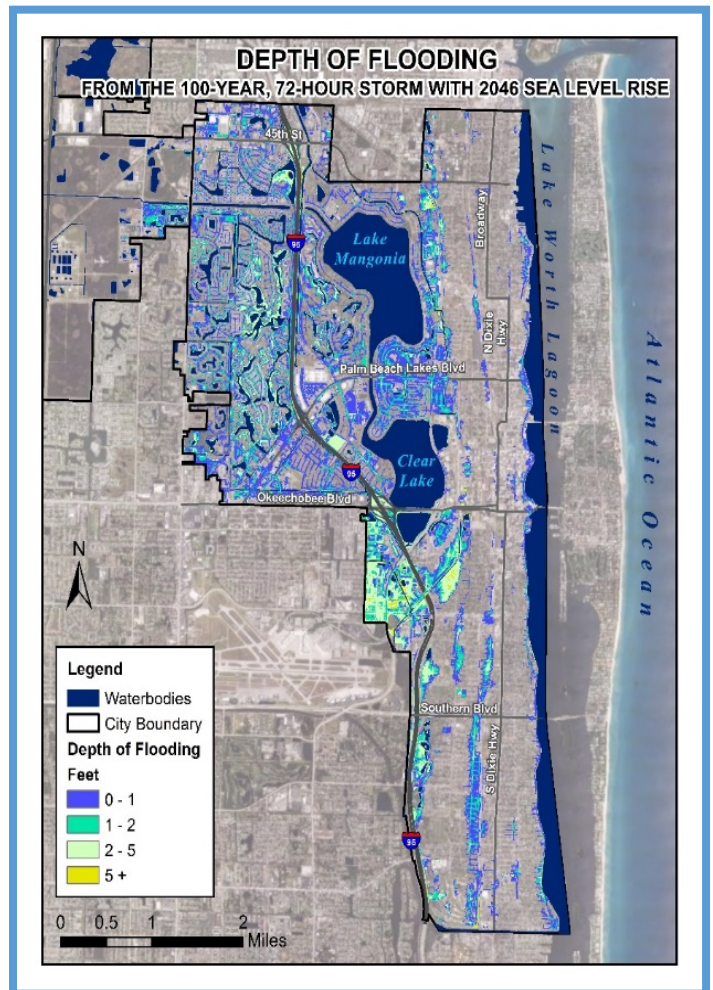 DEPTH OF FLOODING
FROM THE 100-YEAR, 72-HOUR STORM WITH 2046 SEA LEVEL RISE
45th St
95
Lake
Mangonia
Broadway
Lake Worth Lagoon
N Dixie
Hwy
Palm Beach Lakes Blvd
Atlantic Ocean
Clear
Lake
95
Okeechobee Blvd
N
Southern Blvd
S Dixie Hwy
95
Legend
Waterbodies
City Boundary
Depth of Flooding
Feet
0 - 1
1 - 2
2 - 5
5 +
0 0.5 1 2
Miles